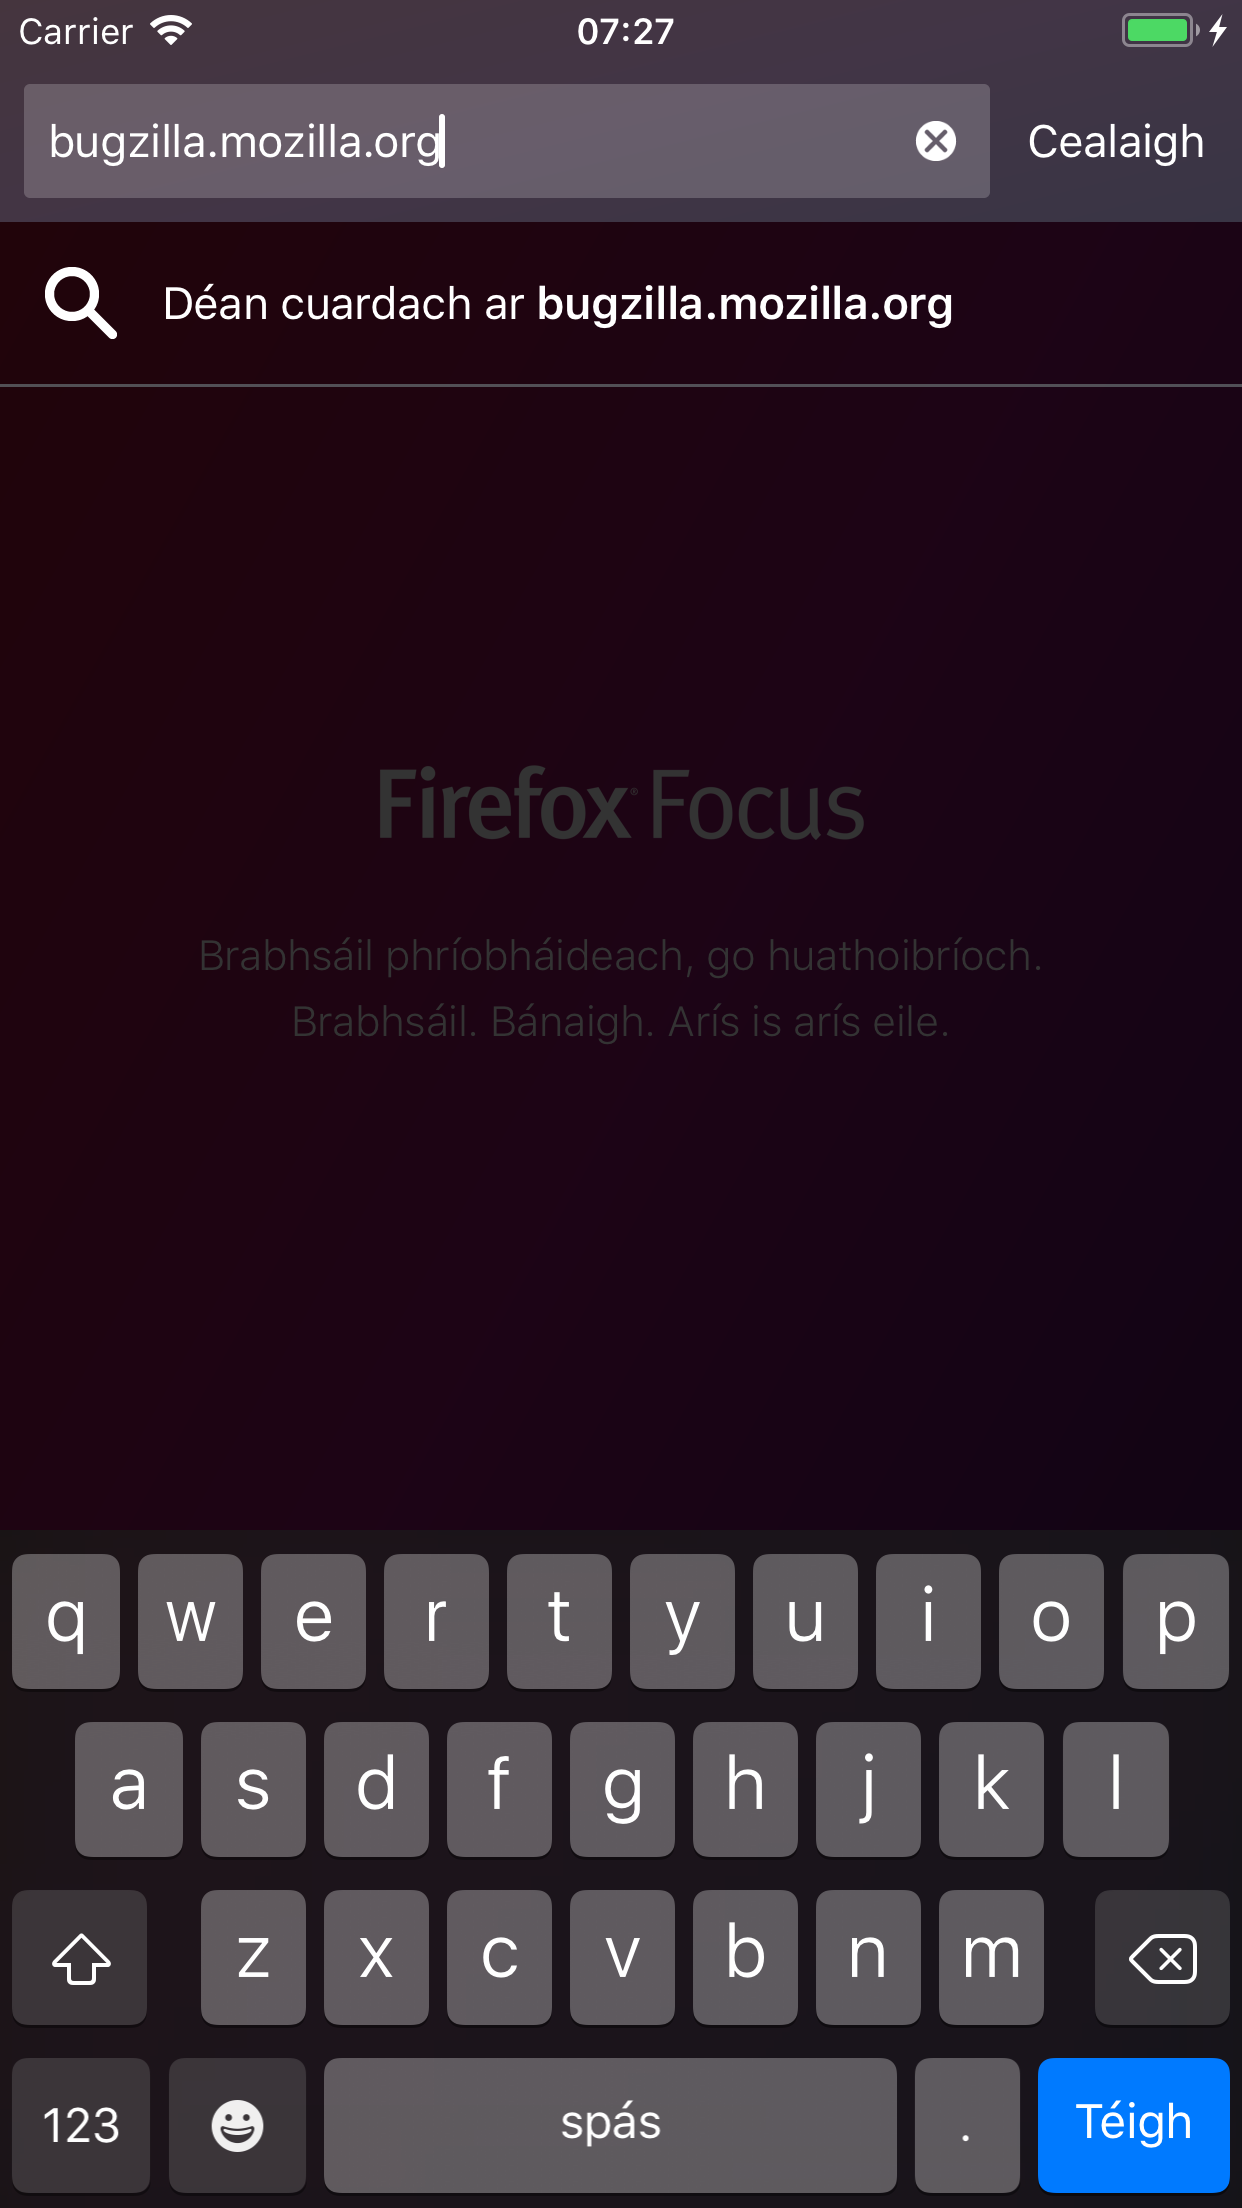 Carrier 07:27
bugzilla.mozilla.org Cealaigh
Déan cuardach ar bugzilla.mozilla.org
Firefox® Focus
Brabhsáil phríobháideach, go huathoibríoch.
Brabhsáil. Bánaigh. Arís is arís eile.
q w e r t y u i o p
a s d f g h j k l
z x c v b n m
123 spás . Téigh